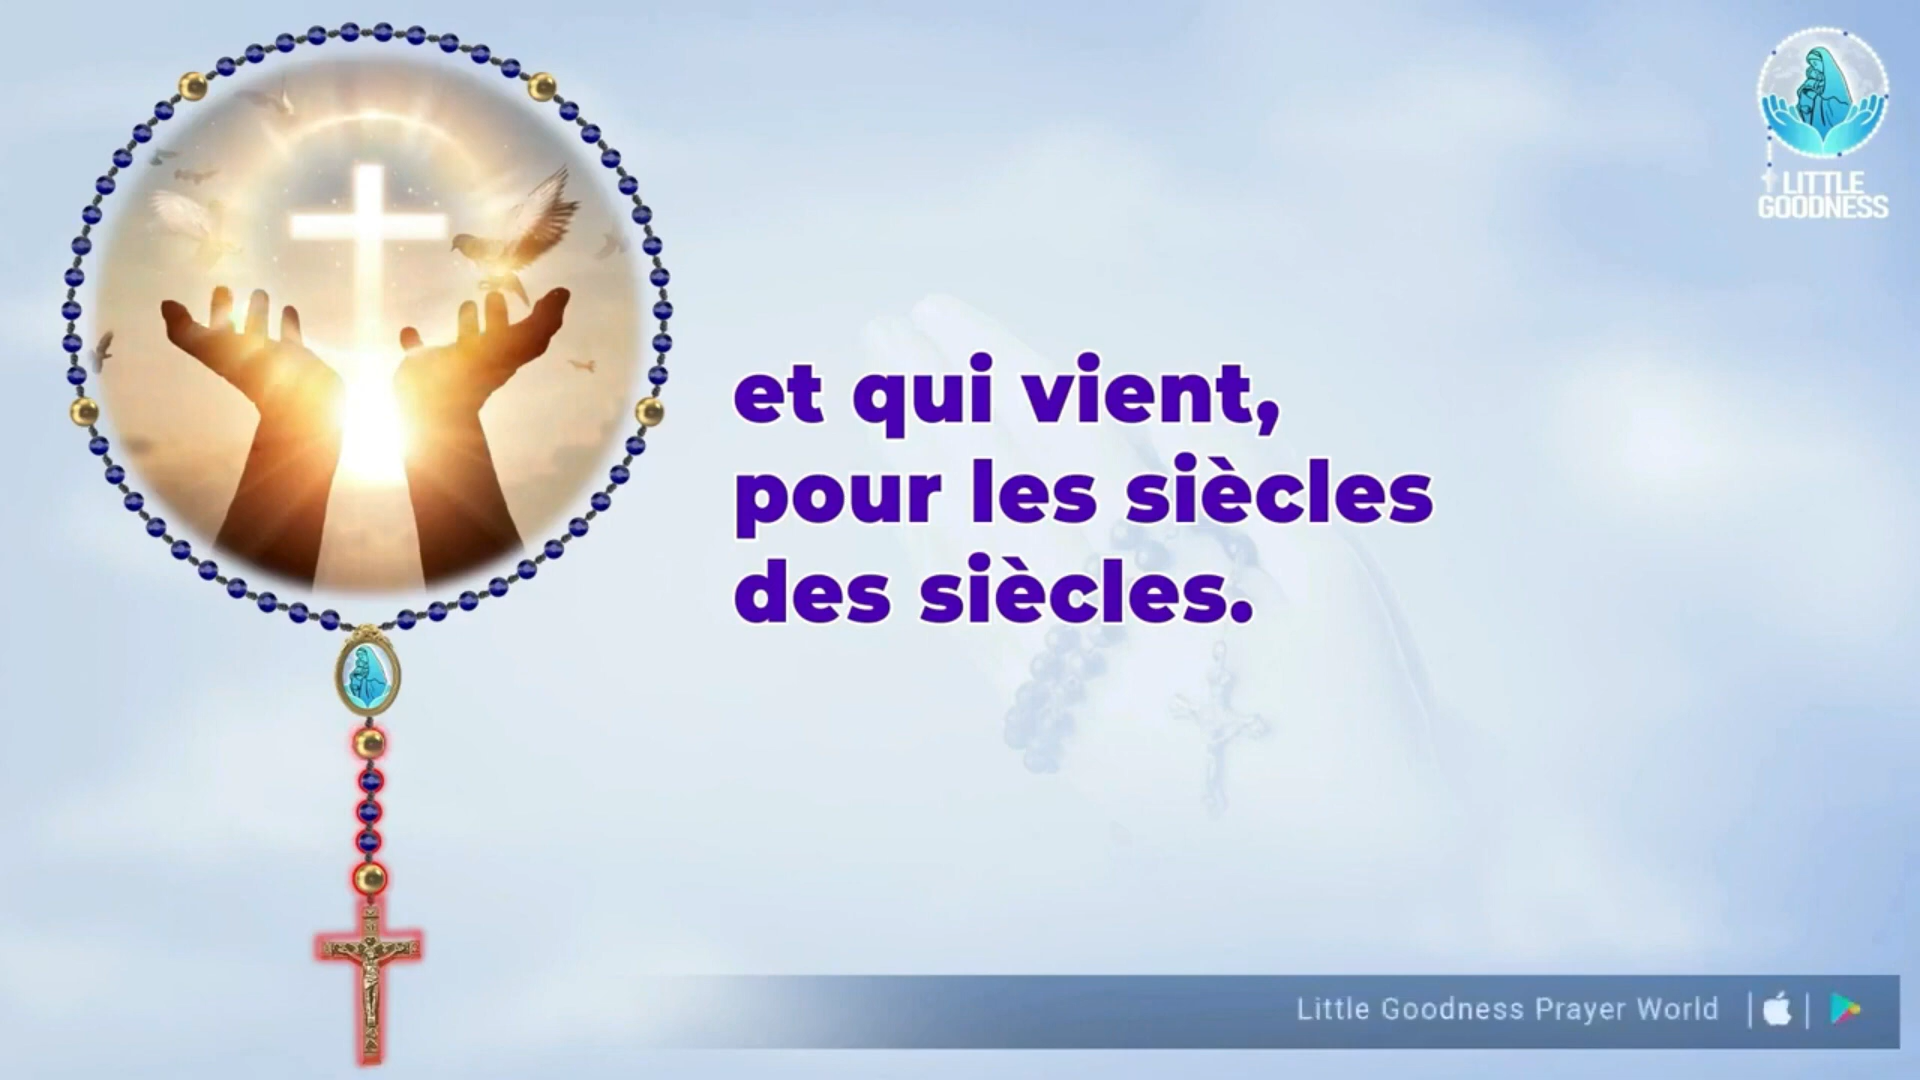 LITTLE
GOODNESS
et qui vient,
pour les siècles
des siècles.
Little Goodness Prayer World